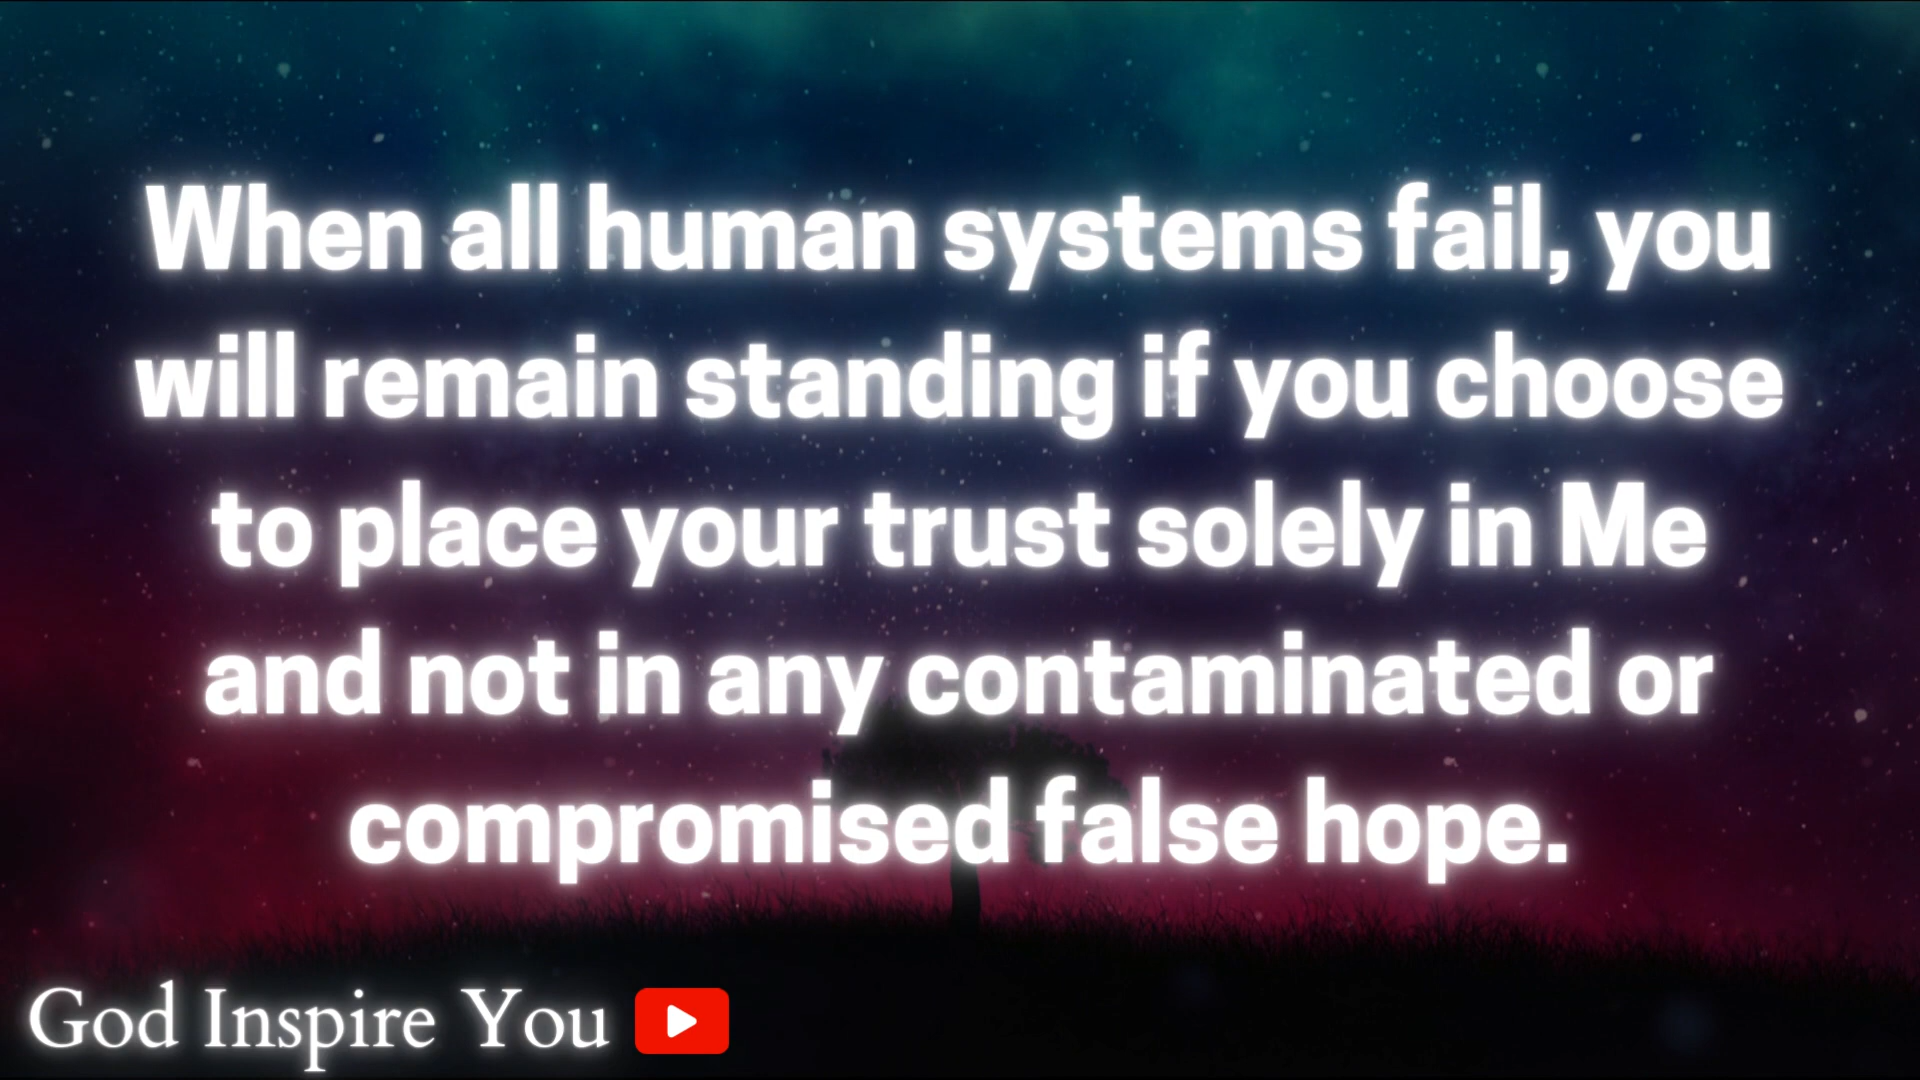 When all human systems fail, you
will remain standing if you choose
to place your trust solely in Me
and not in any contaminated or
compromised false hope.
God Inspire You